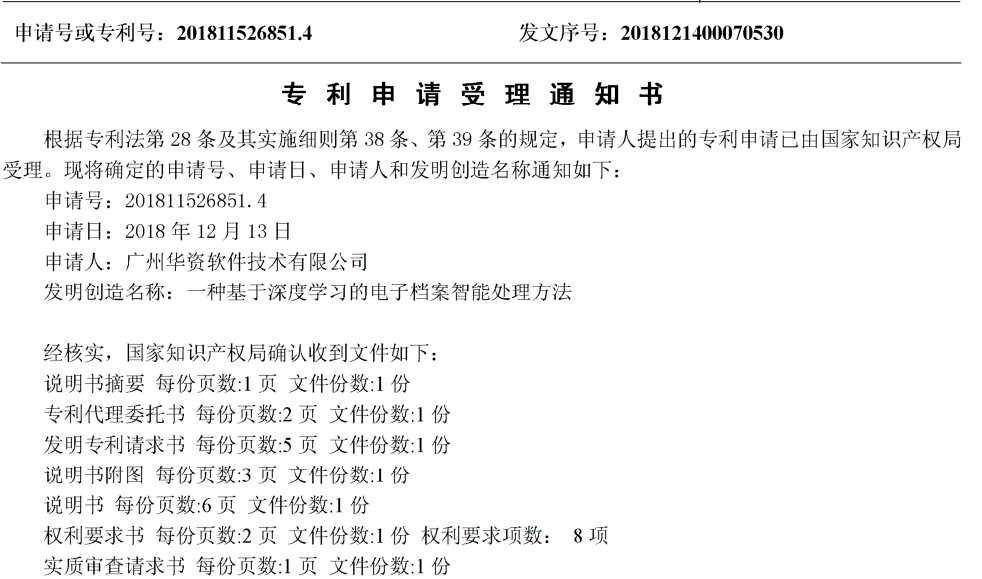 申请号或专利号：201811526851.4 发文序号：2018121400070530
专利申请受理通知书
根据专利法第28条及其实施细则第38条、第39条的规定，申请人提出的专利申请已由国家知识产权局
受理。现将确定的申请号、申请日、申请人和发明创造名称通知如下：
申请号：201811526851.4
申请日：2018年12月13日
申请人：广州华资软件技术有限公司
发明创造名称：一种基于深度学习的电子档案智能处理方法
经核实，国家知识产权局确认收到文件如下：
说明书摘要 每份页数:1页 文件份数:1份
专利代理委托书 每份页数:2页 文件份数:1份
发明专利请求书 每份页数:5页 文件份数:1份
说明书附图 每份页数:3页 文件份数:1份
说明书 每份页数:6页 文件份数:1份
权利要求书 每份页数:2页 文件份数:1份 权利要求项数： 8项
实质审查请求书 每份页数:1页 文件份数:1份